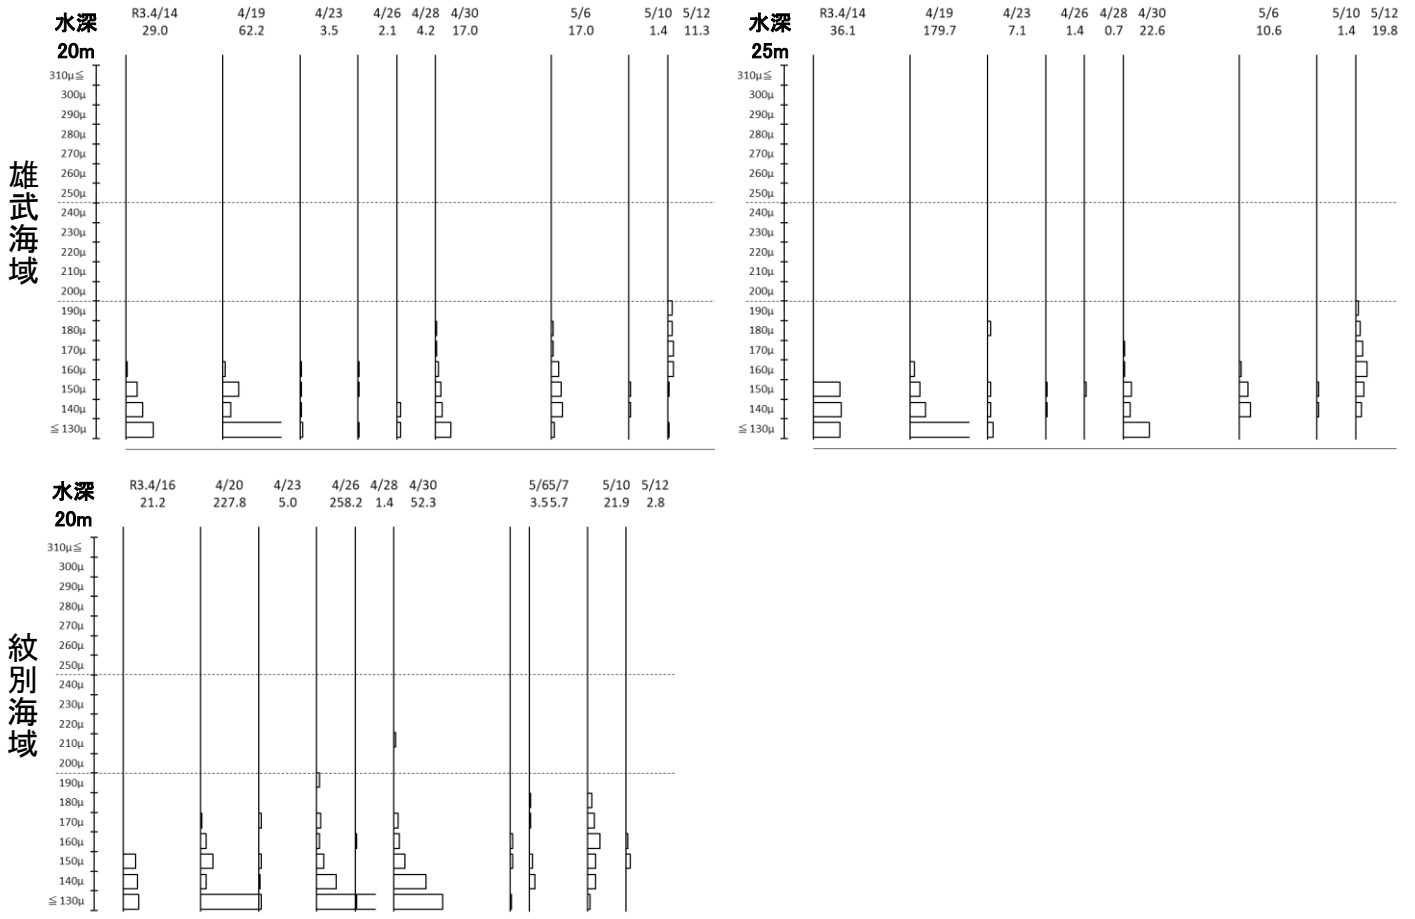 雄武海域
水深
20m
R3.4/14 4/19 4/23 4/26 4/28 4/30 5/6 5/10 5/12
29.0 62.2 3.5 2.1 4.2 17.0 17.0 1.4 11.3
310μ≦
300μ
290μ
280μ
270μ
260μ
250μ
240μ
230μ
220μ
210μ
200μ
190μ
180μ
170μ
160μ
150μ
140μ
≦130μ
水深
25m
R3.4/14 4/19 4/23 4/26 4/28 4/30 5/6 5/10 5/12
36.1 179.7 7.1 1.4 0.7 22.6 10.6 1.4 19.8
310μ≦
300μ
290μ
280μ
270μ
260μ
250μ
240μ
230μ
220μ
210μ
200μ
190μ
180μ
170μ
160μ
150μ
140μ
≦130μ
紋別海域
水深
20m
R3.4/16 4/20 4/23 4/26 4/28 4/30 5/65/7 5/10 5/12
21.2 227.8 5.0 258.2 1.4 52.3 3.55.7 21.9 2.8
310μ≦
300μ
290μ
280μ
270μ
260μ
250μ
240μ
230μ
220μ
210μ
200μ
190μ
180μ
170μ
160μ
150μ
140μ
≦130μ